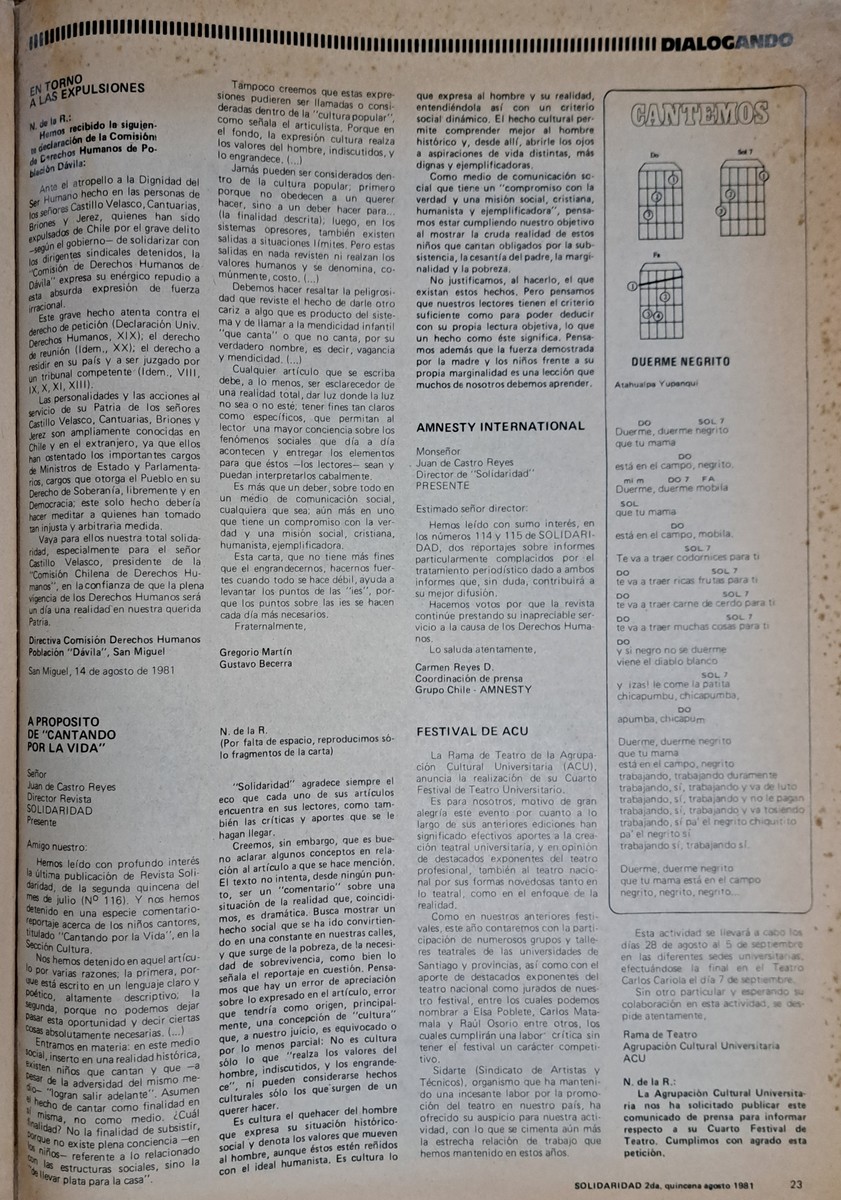 DIALOGANDO
EN TORNO
A LAS EXPULSIONES
N. de la R.:
Hemos recibido la siguien-
te declaración de la Comisión
de Derechos Humanos de Po-
blación Dávila:
Ante el atropello a la Dignidad del
Ser Humano hecho en las personas de
los señores Castillo Velasco, Cantuarias,
Briones y Jerez, quienes han sido
expulsados de Chile por el grave delito
—según el gobierno— de solidarizar con
los dirigentes sindicales detenidos, la
"Comisión de Derechos Humanos de
Dávila" expresa su enérgico repudio a
esta absurda expresión de fuerza
irracional.
Este grave hecho atenta contra el
derecho de petición (Declaración Univ.
Derechos Humanos, XIX); el derecho
de reunión (Idem., XX); el derecho a
residir en su país y a ser juzgado por
un tribunal competente (Idem., VIII,
IX, X, XI, XIII).
Las personalidades y las acciones al
servicio de su Patria de los señores
Castillo Velasco, Cantuarias, Briones y
Jerez son ampliamente conocidas en
Chile y en el extranjero, ya que ellos
han ostentado los importantes cargos
de Ministros de Estado y Parlamenta-
rios, cargos que otorga el Pueblo en su
Derecho de Soberanía, libremente y en
Democracia; este solo hecho debería
hacer meditar a quienes han tomado
tan injusta y arbitraria medida.
Vaya para ellos nuestra total solida-
ridad, especialmente para el señor
Castillo Velasco, presidente de la
"Comisión Chilena de Derechos Hu-
manos", en la confianza de que la plena
vigencia de los Derechos Humanos será
un día una realidad en nuestra querida
Patria.
Directiva Comisión Derechos Humanos
Población "Dávila", San Miguel
San Miguel, 14 de agosto de 1981
A PROPOSITO
DE "CANTANDO
POR LA VIDA"
Señor
Juan de Castro Reyes
Director Revista
SOLIDARIDAD
Presente
Amigo nuestro:
Hemos leído con profundo interés
la última publicación de Revista Soli-
daridad, de la segunda quincena del
mes de julio (Nº 116). Y nos hemos
detenido en una especie comentario-
reportaje acerca de los niños cantores,
titulado "Cantando por la Vida", en la
Sección Cultura.
Nos hemos detenido en aquel artícu-
lo por varias razones; la primera, por-
que está escrito en un lenguaje claro y
poético, altamente descriptivo; la
segunda, porque no podemos dejar
pasar esta oportunidad y decir ciertas
cosas absolutamente necesarias. (...)
Entramos en materia: en este medio
social, inserto en una realidad histórica,
existen niños que cantan y que —a
pesar de la adversidad del mismo me-
dio— "logran salir adelante". Asumen
el hecho de cantar como finalidad en
sí misma, no como medio. ¿Cuál
finalidad? No la finalidad de subsistir,
porque no existe plena conciencia —en
los niños— referente a lo relacionado
con las estructuras sociales, sino la
"de llevar plata para la casa".
Tampoco creemos que estas expre-
siones pudieren ser llamadas o consi-
deradas dentro de la "cultura popular",
como señala el articulista. Porque en
el fondo, la expresión cultura realza
los valores del hombre, indiscutidos, y
lo engrandece. (...)
Jamás pueden ser considerados den-
tro de la cultura popular; primero
porque no obedecen a un querer
hacer, sino a un deber hacer para...
(la finalidad descrita); luego, en los
sistemas opresores, también existen
salidas a situaciones límites. Pero estas
salidas en nada revisten ni realzan los
valores humanos y se denomina, co-
múnmente, costo. (...)
Debemos hacer resaltar la peligrosi-
dad que reviste el hecho de darle otro
cariz a algo que es producto del siste-
ma y de llamar a la mendicidad infantil
"que canta" o que no canta, por su
verdadero nombre, es decir, vagancia
y mendicidad. (...)
Cualquier artículo que se escriba
debe, a lo menos, ser esclarecedor de
una realidad total, dar luz donde la luz
no sea o no esté; tener fines tan claros
como específicos, que permitan al
lector una mayor conciencia sobre los
fenómenos sociales que día a día
acontecen y entregar los elementos
para que éstos —los lectores— sean y
puedan interpretarlos cabalmente.
Es más que un deber, sobre todo en
un medio de comunicación social,
cualquiera que sea; aún más en uno
que tiene un compromiso con la ver-
dad y una misión social, cristiana,
humanista, ejemplificadora.
Esta carta, que no tiene más fines
que el engrandecernos, hacernos fuer-
tes cuando todo se hace débil, ayuda a
levantar los puntos de las "ies", por-
que los puntos sobre las ies se hacen
cada día más necesarios.
Fraternalmente,
Gregorio Martín
Gustavo Becerra
N. de la R.
(Por falta de espacio, reproducimos só-
lo fragmentos de la carta)
"Solidaridad" agradece siempre el
eco que cada uno de sus artículos
encuentra en sus lectores, como tam-
bién las críticas y aportes que se le
hagan llegar.
Creemos, sin embargo, que es bue-
no aclarar algunos conceptos en rela-
ción al artículo a que se hace mención.
El texto no intenta, desde ningún pun-
to, ser un "comentario" sobre una
situación de la realidad que, coincidi-
mos, es dramática. Busca mostrar un
hecho social que se ha ido convirtien-
do en una constante en nuestras calles,
y que surge de la pobreza, de la necesi-
dad de sobrevivencia, como bien lo
señala el reportaje en cuestión. Pensa-
mos que hay un error de apreciación
sobre lo expresado en el artículo, error
que tendría como origen, principal-
mente, una concepción de "cultura"
que, a nuestro juicio, es equivocado o
por lo menos parcial: No es cultura
sólo lo que "realza los valores del
hombre, indiscutidos, y los engrande-
ce", ni pueden considerarse hechos
culturales sólo los que surgen de un
querer hacer.
Es cultura el quehacer del hombre
que expresa su situación histórico-
social y denota los valores que mueven
al hombre, aunque éstos estén reñidos
con el ideal humanista. Es cultura lo
que expresa al hombre y su realidad,
entendiéndola así con un criterio
social dinámico. El hecho cultural per-
mite comprender mejor al hombre
histórico y, desde allí, abrirle los ojos
a aspiraciones de vida distintas, más
dignas y ejemplificadoras.
Como medio de comunicación so-
cial que tiene un "compromiso con la
verdad y una misión social, cristiana,
humanista y ejemplificadora", pensa-
mos estar cumpliendo nuestro objetivo
al mostrar la cruda realidad de estos
niños que cantan obligados por la sub-
sistencia, la cesantía del padre, la margi-
nalidad y la pobreza.
No justificamos, al hacerlo, el que
existan estos hechos. Pero pensamos
que nuestros lectores tienen el criterio
suficiente como para poder deducir
con su propia lectura objetiva, lo que
un hecho como éste significa. Pensa-
mos además que la fuerza demostrada
por la madre y los niños frente a su
propia marginalidad es una lección que
muchos de nosotros debemos aprender.
AMNESTY INTERNATIONAL
Monseñor
Juan de Castro Reyes
Director de "Solidaridad"
PRESENTE
Estimado señor director:
Hemos leído con sumo interés, en
los números 114 y 115 de SOLIDARI-
DAD, dos reportajes sobre informes
particularmente complacidos por el
tratamiento periodístico dado a ambos
informes que, sin duda, contribuirá a
su mejor difusión.
Hacemos votos por que la revista
continúe prestando su inapreciable ser-
vicio a la causa de los Derechos Huma-
nos.
Lo saluda atentamente,
Carmen Reyes D.
Coordinación de prensa
Grupo Chile - AMNESTY
FESTIVAL DE ACU
La Rama de Teatro de la Agrupa-
ción Cultural Universitaria (ACU),
anuncia la realización de su Cuarto
Festival de Teatro Universitario.
Es para nosotros, motivo de gran
alegría este evento por cuanto a lo
largo de sus anteriores ediciones han
significado efectivos aportes a la crea-
ción teatral universitaria, y en opinión
de destacados exponentes del teatro
profesional, también al teatro nacio-
nal por sus formas novedosas tanto en
lo teatral, como en el enfoque de la
realidad.
Como en nuestros anteriores festi-
vales, este año contaremos con la parti-
cipación de numerosos grupos y talle-
res teatrales de las universidades de
Santiago y provincias, así como con el
aporte de destacados exponentes del
teatro nacional como jurados de nues-
tro festival, entre los cuales podemos
nombrar a Elsa Poblete, Carlos Mata-
mala y Raúl Osorio entre otros, los
cuales cumplirán una labor crítica sin
tener el festival un carácter competi-
tivo.
Sidarte (Sindicato de Artistas y
Técnicos), organismo que ha manteni-
do una incesante labor por la promo-
ción del teatro en nuestro país, ha
ofrecido su auspicio para nuestra acti-
vidad, con lo que se cimenta aún más
la estrecha relación de trabajo que
hemos mantenido en estos años.
CANTEMOS
Do
Sol 7
Fa
DUERME NEGRITO
Atahualpa Yupanqui
DO SOL 7
Duerme, duerme negrito
que tu mama
DO
está en el campo, negrito.
mi m DO 7 FA
Duerme, duerme mobila
SOL
que tu mama
DO
está en el campo, mobila.
SOL 7
Te va a traer codornices para ti
DO SOL 7
te va a traer ricas frutas para ti
DO SOL 7
te va a traer carne de cerdo para ti
DO SOL 7
te va a traer muchas cosas para ti
DO
y si negro no se duerme
viene el diablo blanco
SOL 7
y ¡zas! le come la patita
chicapumbu, chicapumba,
DO
apumba, chicapum
Duerme, duerme negrito
que tu mama
está en el campo, negrito
trabajando, trabajando duramente
trabajando, sí, trabajando y va de luto
trabajando, sí, trabajando y no le pagan
trabajando, sí, trabajando y va tosiendo
trabajando, sí pa' el negrito chiquitito
pa' el negrito sí
trabajando sí, trabajando sí.
Duerme, duerme negrito
que tu mama está en el campo
negrito, negrito, negrito...
Esta actividad se llevará a cabo los
días 28 de agosto al 5 de septiembre
en las diferentes sedes universitarias,
efectuándose la final en el Teatro
Carlos Cariola el día 7 de septiembre.
Sin otro particular y esperando su
colaboración en esta actividad, se des-
pide atentamente,
Rama de Teatro
Agrupación Cultural Universitaria
ACU
N. de la R.:
La Agrupación Cultural Universita-
ria nos ha solicitado publicar este
comunicado de prensa para informar
respecto a su Cuarto Festival de
Teatro. Cumplimos con agrado esta
petición.
SOLIDARIDAD 2da. quincena agosto 1981 23